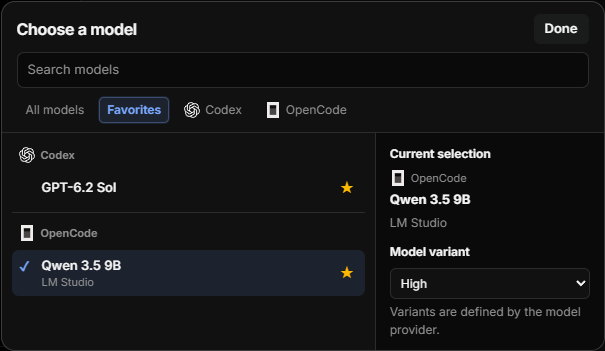 Choose a model
Done
Search models
All models
Favorites
Codex
OpenCode
Codex
GPT-6.2 Sol
OpenCode
Qwen 3.5 9B
LM Studio
Current selection
OpenCode
Qwen 3.5 9B
LM Studio
Model variant
High
Variants are defined by the model
provider.